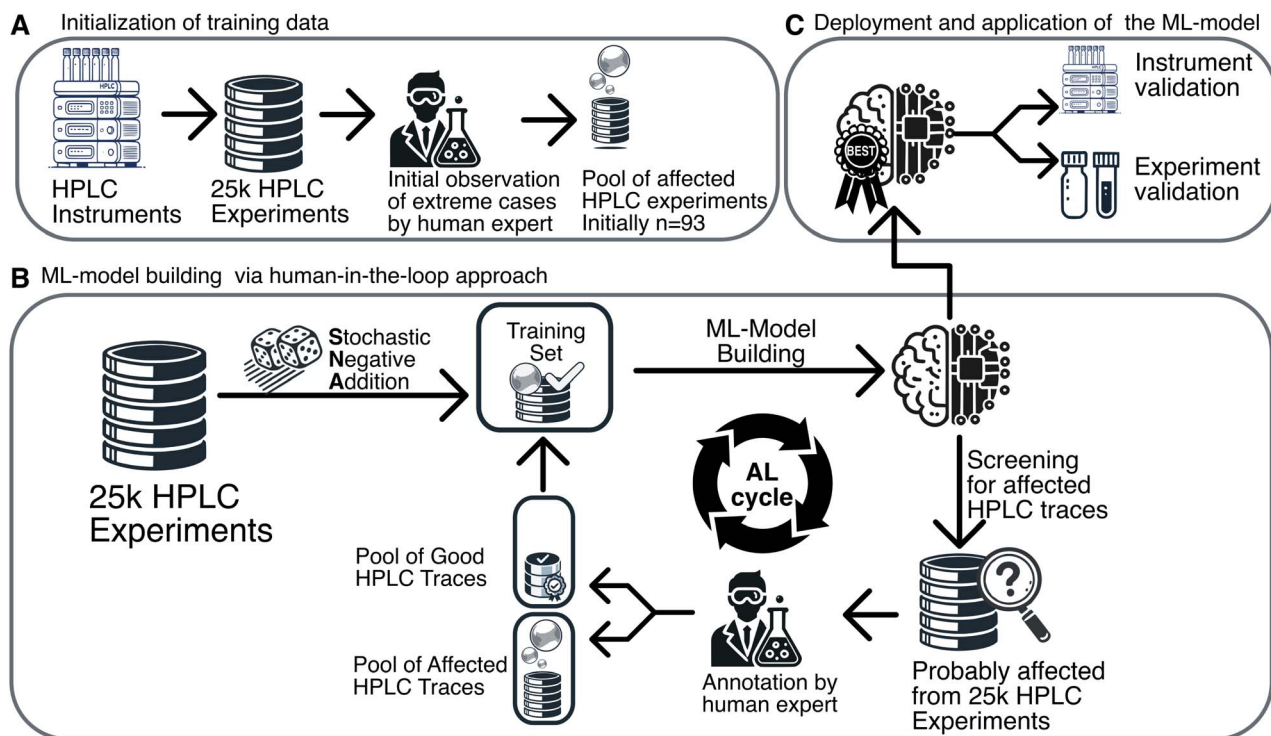 A Initialization of training data
HPLC
HPLC
Instruments
25k HPLC
Experiments
Initial observation
of extreme cases
by human expert
Pool of affected
HPLC experiments
Initially n=93
C Deployment and application of the ML-model
BEST
HPLC
Instrument
validation
Experiment
validation
B ML-model building via human-in-the-loop approach
25k HPLC
Experiments
Stochastic
Negative
Addition
Training
Set
ML-Model
Building
AL
cycle
Screening
for affected
HPLC traces
?
Probably affected
from 25k HPLC
Experiments
Annotation by
human expert
Pool of Good
HPLC Traces
Pool of Affected
HPLC Traces